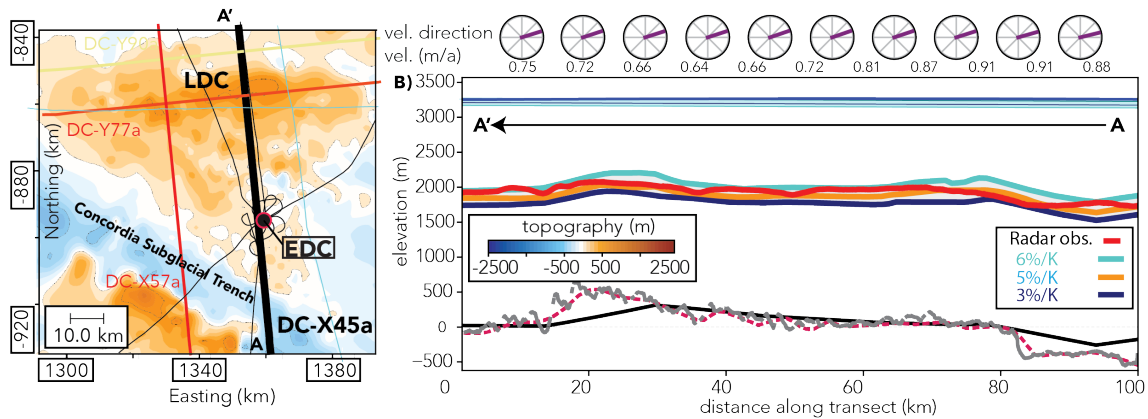 A'
-840
-880
-920
Northing (km)
DC-Y90
LDC
DC-Y77a
Concordia Subglacial Trench
EDC
DC-X57a
DC-X45a
A
10.0 km
1300
1340
1380
Easting (km)
vel. direction
vel. (m/a)
0.75 0.72 0.66 0.64 0.66 0.72 0.81 0.87 0.91 0.91 0.88
B)
3500
3000
2500
2000
1500
500
0
−500
elevation (m)
A' A
topography (m)
-2500 -500 500 2500
Radar obs.
6%/K
5%/K
3%/K
0 20 40 60 80 100
distance along transect (km)